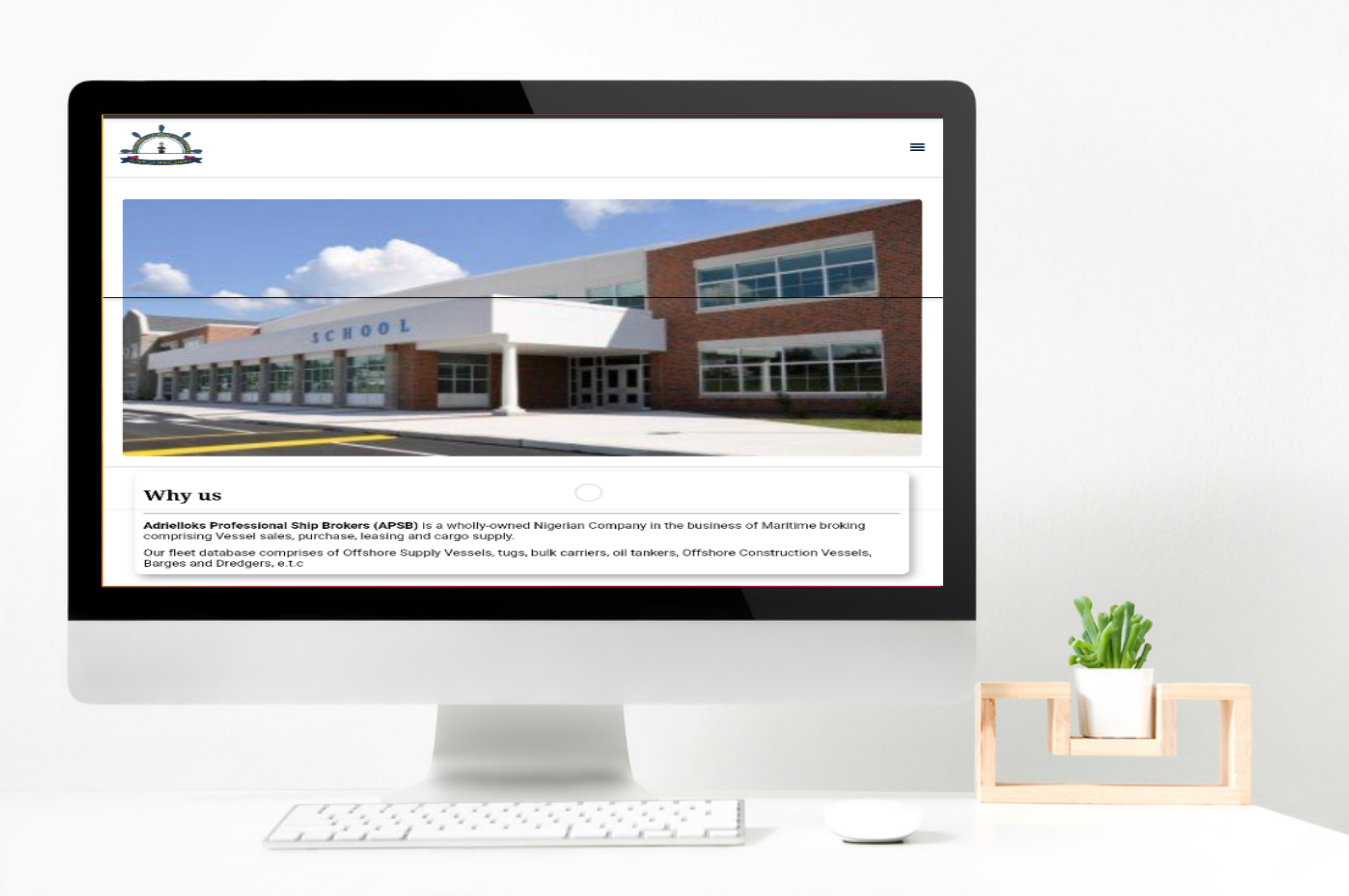 SCHOOL
Why us
Adrielloks Professional Ship Brokers (APSB) is a wholly-owned Nigerian Company in the business of Maritime broking
comprising Vessel sales, purchase, leasing and cargo supply.
Our fleet database comprises of Offshore Supply Vessels, tugs, bulk carriers, oil tankers, Offshore Construction Vessels,
Barges and Dredgers, e.t.c